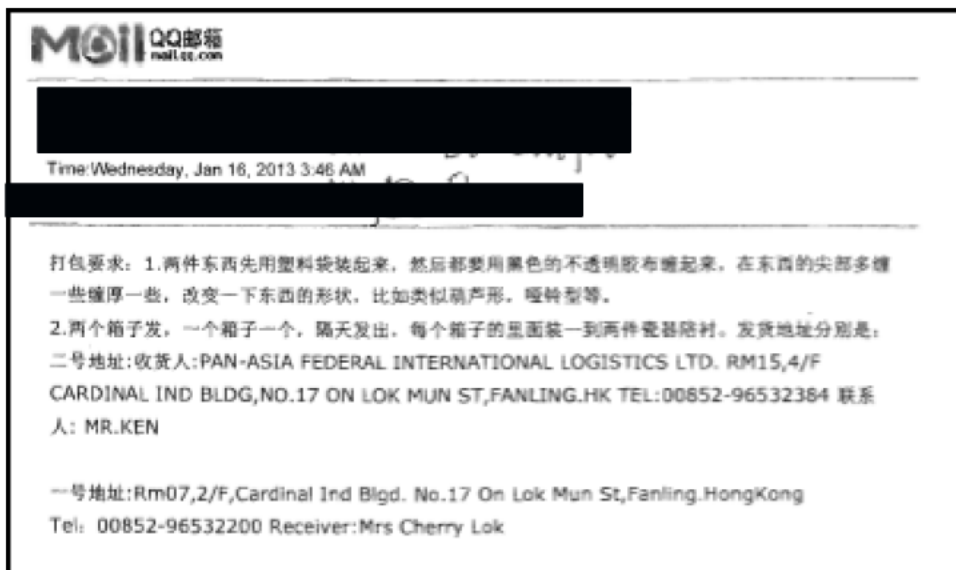 MOil QQ邮箱
mail.qq.com
Time:Wednesday, Jan 16, 2013 3:46 AM
打包要求：1.两件东西先用塑料袋装起来，然后都要用黑色的不透明胶布缠起来，在东西的尖部多缠
一些缠厚一些，改变一下东西的形状，比如类似葫芦形，哑铃型等。
2.两个箱子发，一个箱子一个，隔天发出，每个箱子的里面装一到两件瓷器陪衬。发货地址分别是：
二号地址:收货人:PAN-ASIA FEDERAL INTERNATIONAL LOGISTICS LTD. RM15,4/F
CARDINAL IND BLDG,NO.17 ON LOK MUN ST,FANLING.HK TEL:00852-96532384 联系
人: MR.KEN
一号地址:Rm07,2/F,Cardinal Ind Blgd. No.17 On Lok Mun St,Fanling.HongKong
Tel: 00852-96532200 Receiver:Mrs Cherry Lok